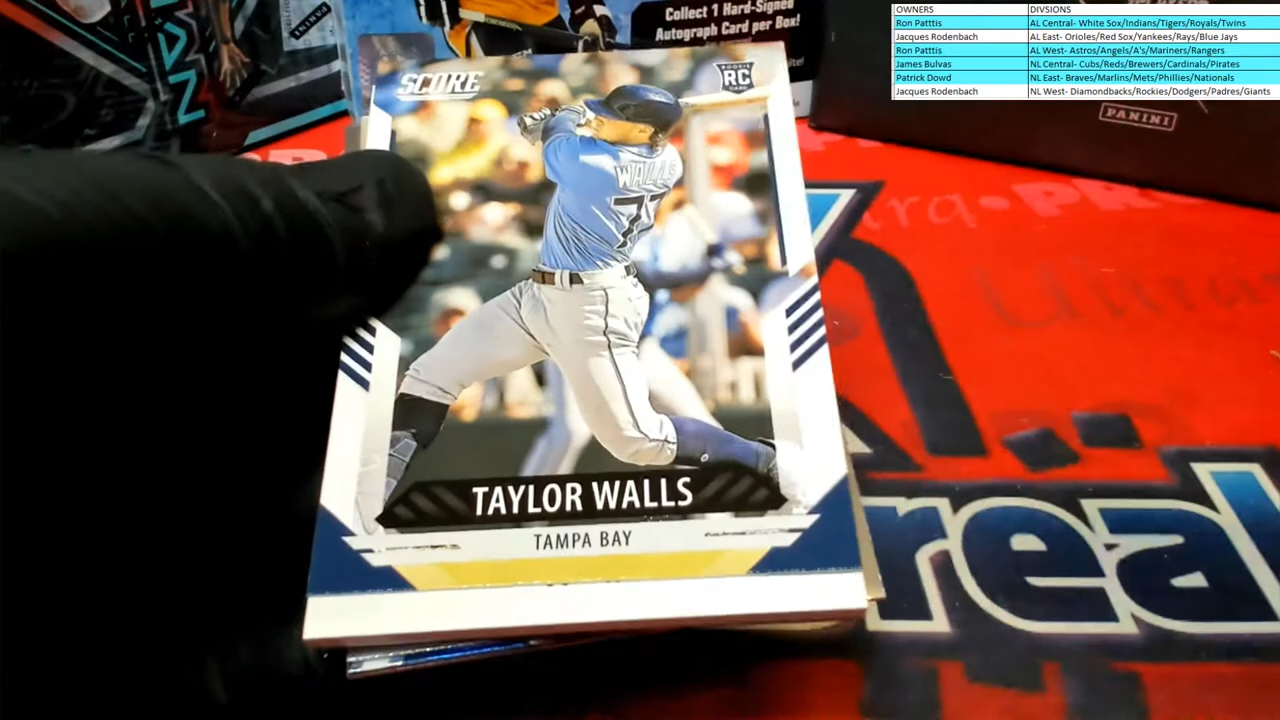 Collect 1 Hard-Signed
Autograph Card per Box!
OWNERS DIVSIONS
Ron Patttis AL Central- White Sox/Indians/Tigers/Royals/Twins
Jacques Rodenbach AL East- Orioles/Red Sox/Yankees/Rays/Blue Jays
Ron Patttis AL West- Astros/Angels/A's/Mariners/Rangers
James Bulvas NL Central- Cubs/Reds/Brewers/Cardinals/Pirates
Patrick Dowd NL East- Braves/Marlins/Mets/Phillies/Nationals
Jacques Rodenbach NL West- Diamondbacks/Rockies/Dodgers/Padres/Giants
PANINI
SCORE
ROOKIE
RC
CARD
WALLS
77
TAYLOR WALLS
TAMPA BAY